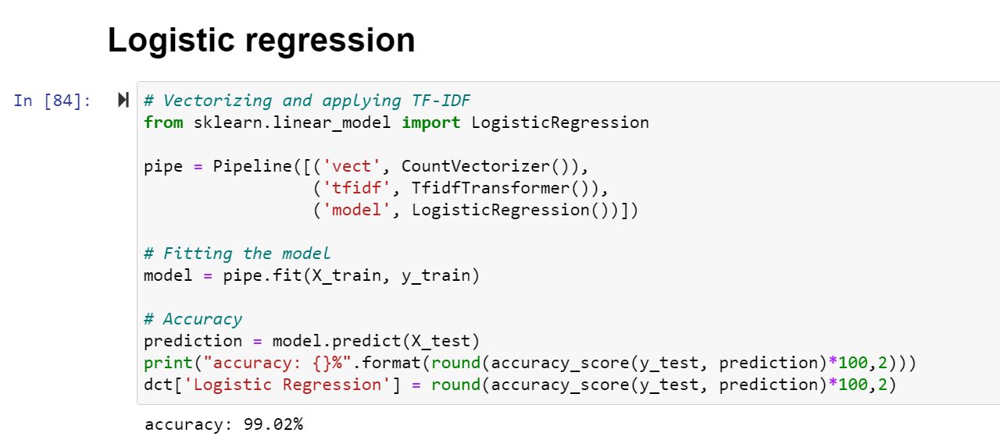 Logistic regression
In [84]:
# Vectorizing and applying TF-IDF
from sklearn.linear_model import LogisticRegression
pipe = Pipeline([('vect', CountVectorizer()),
('tfidf', TfidfTransformer()),
('model', LogisticRegression())])
# Fitting the model
model = pipe.fit(X_train, y_train)
# Accuracy
prediction = model.predict(X_test)
print("accuracy: {}%".format(round(accuracy_score(y_test, prediction)*100,2)))
dct['Logistic Regression'] = round(accuracy_score(y_test, prediction)*100,2)
accuracy: 99.02%